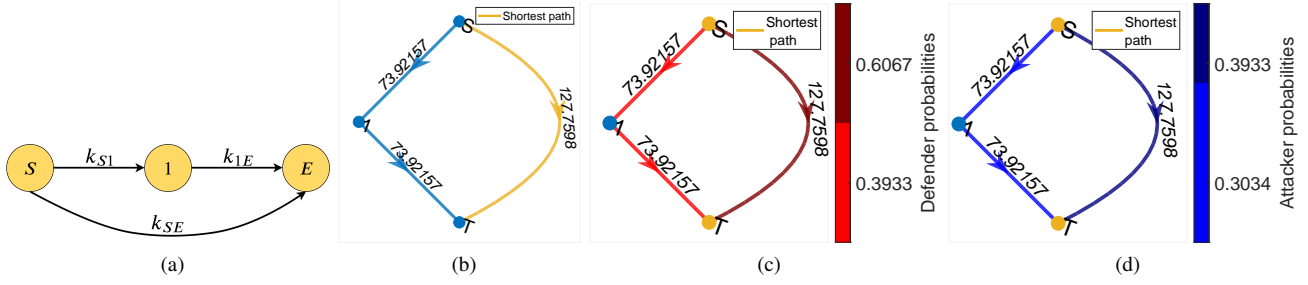 S
k_{S1}
1
k_{1E}
E
k_{SE}
(a)
Shortest path
S
73.92157
1
73.92157
127.7598
T
(b)
Shortest
path
S
73.92157
1
73.92157
127.7598
T
0.6067
0.3933
Defender probabilities
(c)
Shortest
path
S
73.92157
1
73.92157
127.7598
T
0.3933
0.3034
Attacker probabilities
(d)